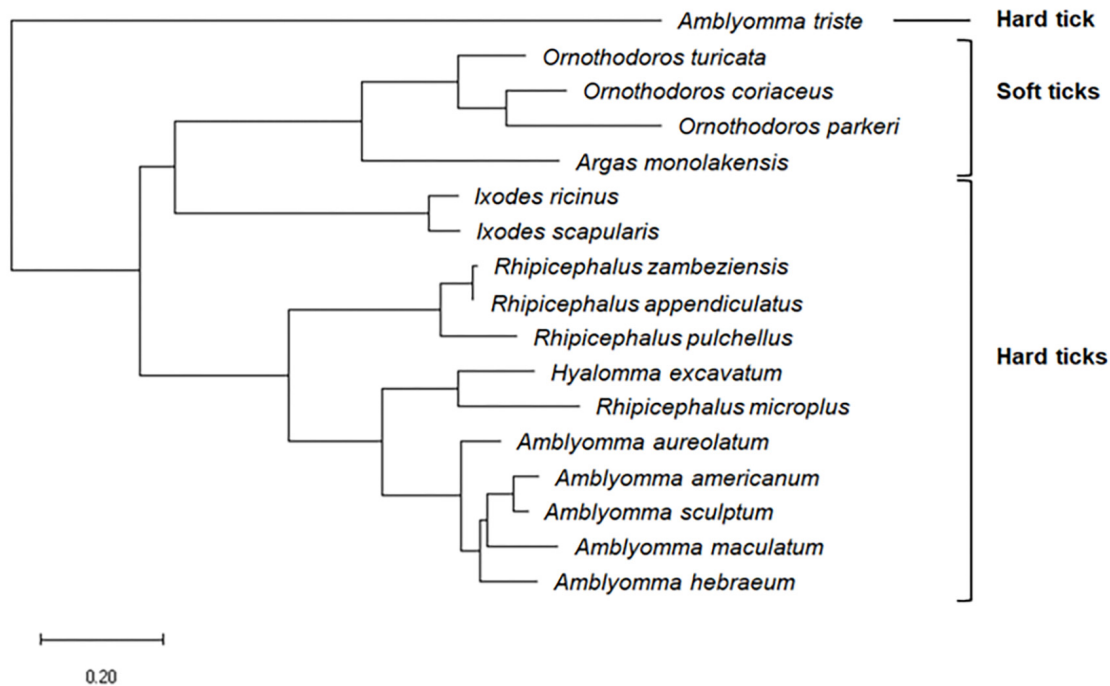 Amblyomma triste
Hard tick
Ornothodoros turicata
Ornothodoros coriaceus
Soft ticks
Ornothodoros parkeri
Argas monolakensis
Ixodes ricinus
Ixodes scapularis
Rhipicephalus zambeziensis
Rhipicephalus appendiculatus
Rhipicephalus pulchellus
Hard ticks
Hyalomma excavatum
Rhipicephalus microplus
Amblyomma aureolatum
Amblyomma americanum
Amblyomma sculptum
Amblyomma maculatum
Amblyomma hebraeum
0.20